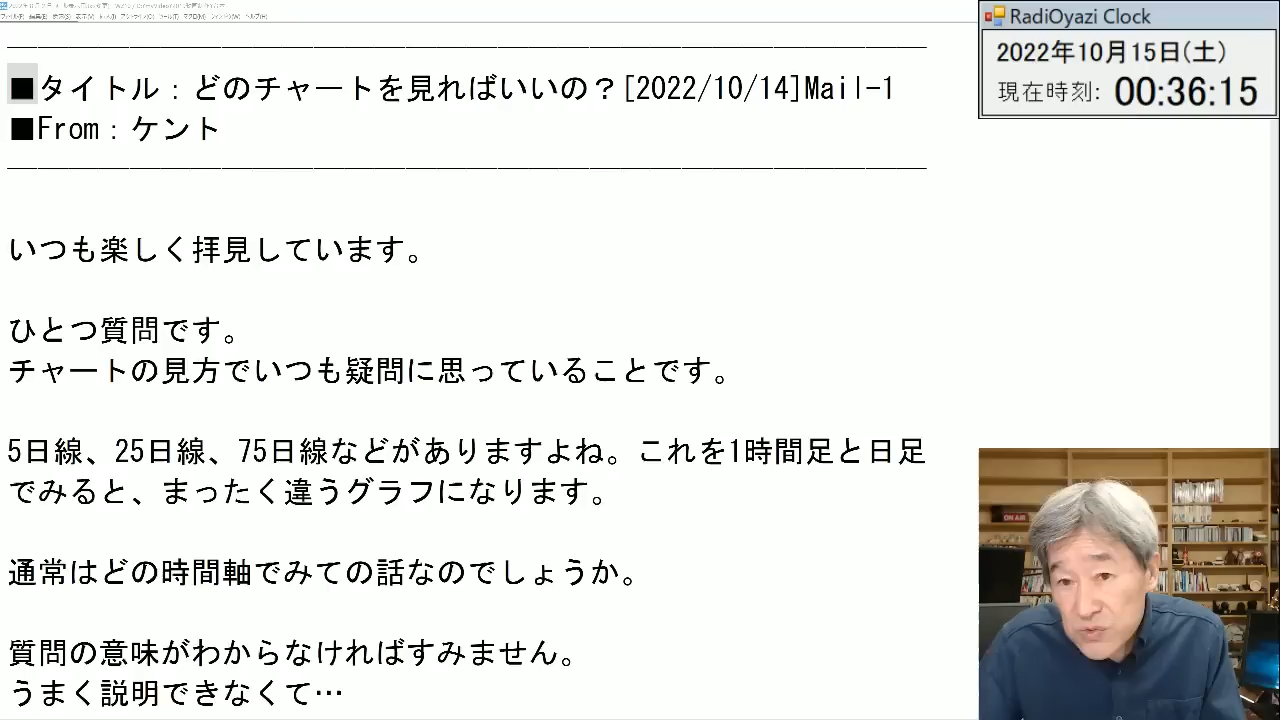 RadiOyazi Clock
2022年10月15日(土)
現在時刻: 00:36:15
■タイトル：どのチャートを見ればいいの？[2022/10/14]Mail-1
■From：ケント
いつも楽しく拝見しています。
ひとつ質問です。
チャートの見方でいつも疑問に思っていることです。
5日線、25日線、75日線などがありますよね。これを1時間足と日足
でみると、まったく違うグラフになります。
通常はどの時間軸でみての話なのでしょうか。
質問の意味がわからなければすみません。
うまく説明できなくて…
ON AIR